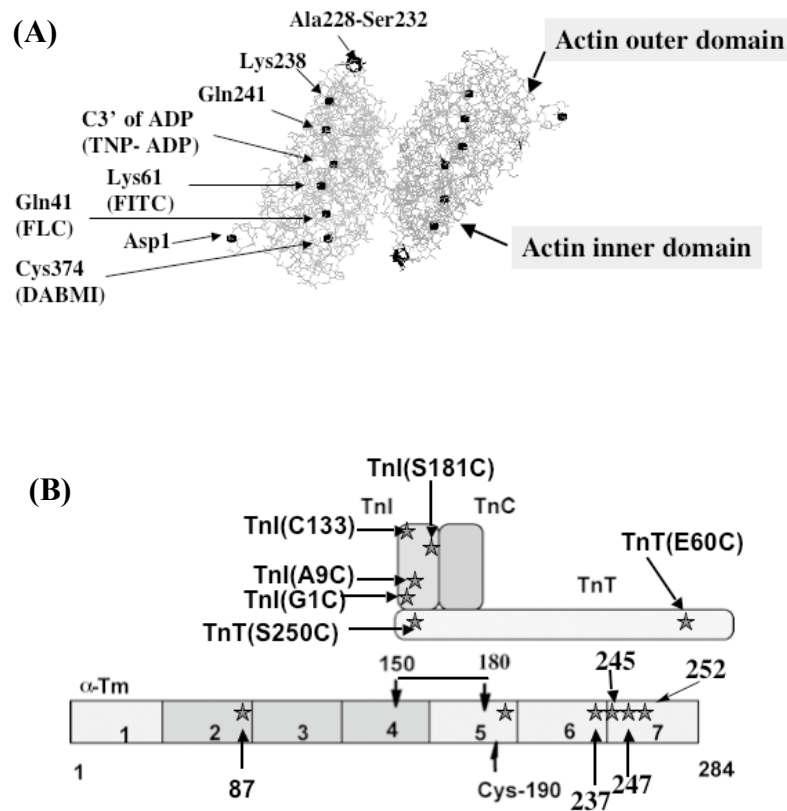 (A)
Ala228-Ser232
Actin outer domain
Lys238
Gln241
C3' of ADP
(TNP- ADP)
Lys61
(FITC)
Gln41
(FLC)
Asp1
Actin inner domain
Cys374
(DABMI)
(B)
TnI(S181C)
TnI
TnC
TnI(C133)
TnT(E60C)
TnI(A9C)
TnT
TnI(G1C)
TnT(S250C)
150
180
245
252
α-Tm
1
2
3
4
5
6
7
1
87
Cys-190
237
247
284